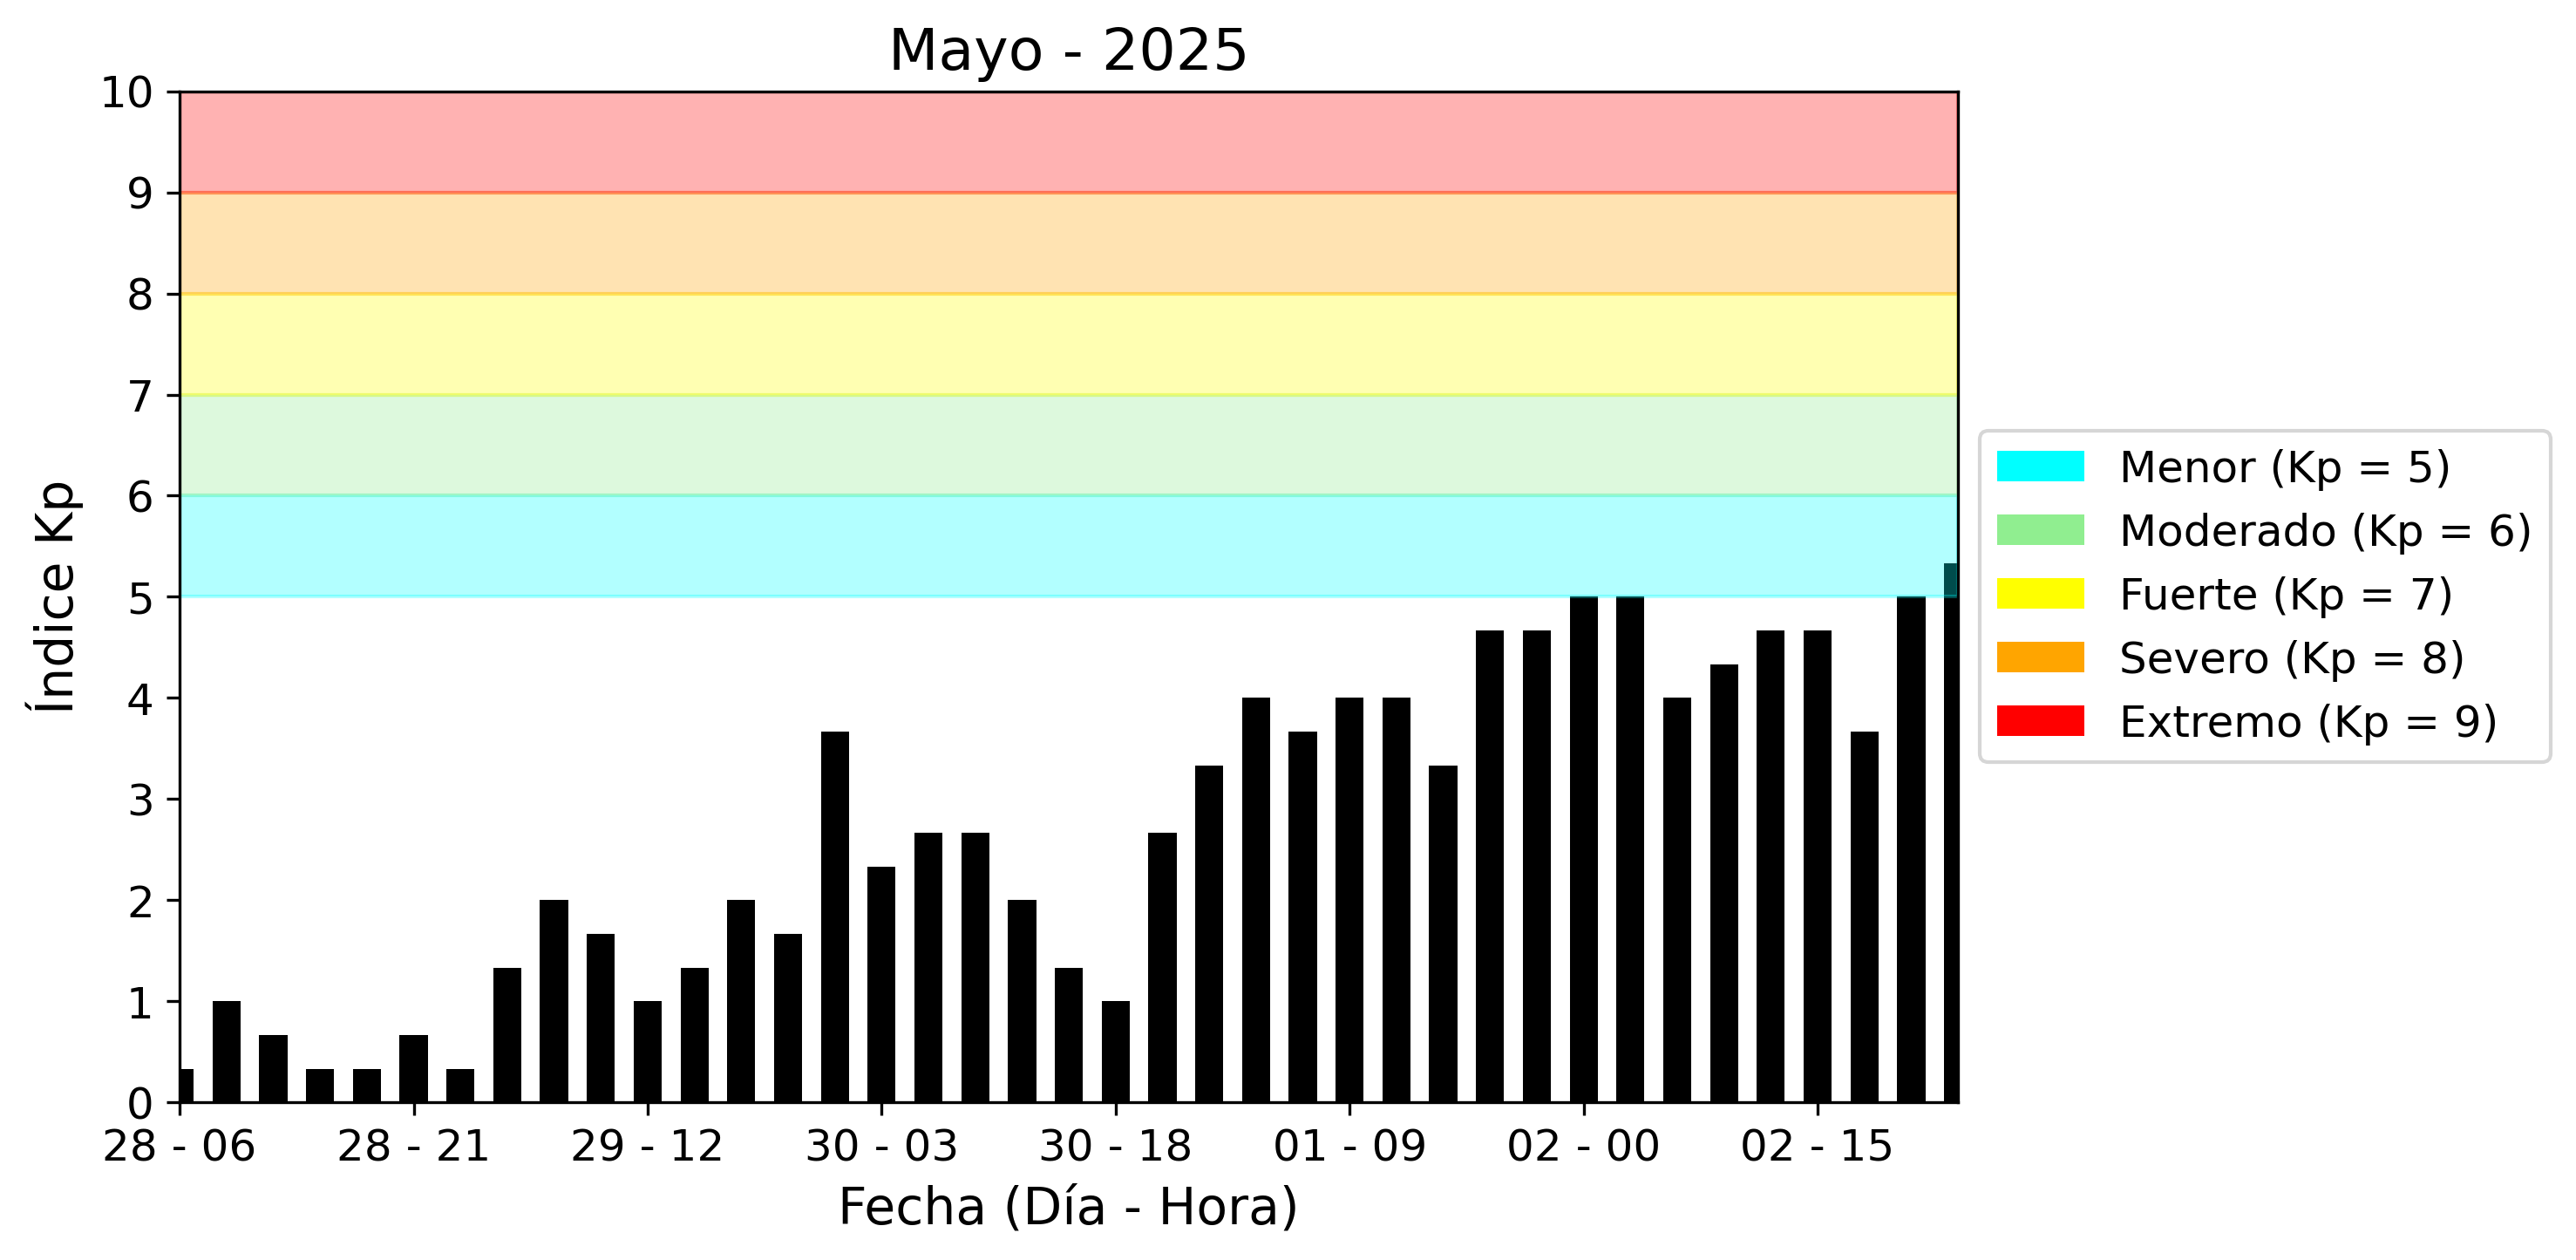 Mayo - 2025
10
9
8
7
6
5
4
3
2
1
0
Índice Kp
28 - 06
28 - 21
29 - 12
30 - 03
30 - 18
01 - 09
02 - 00
02 - 15
Fecha (Día - Hora)
Menor (Kp = 5)
Moderado (Kp = 6)
Fuerte (Kp = 7)
Severo (Kp = 8)
Extremo (Kp = 9)